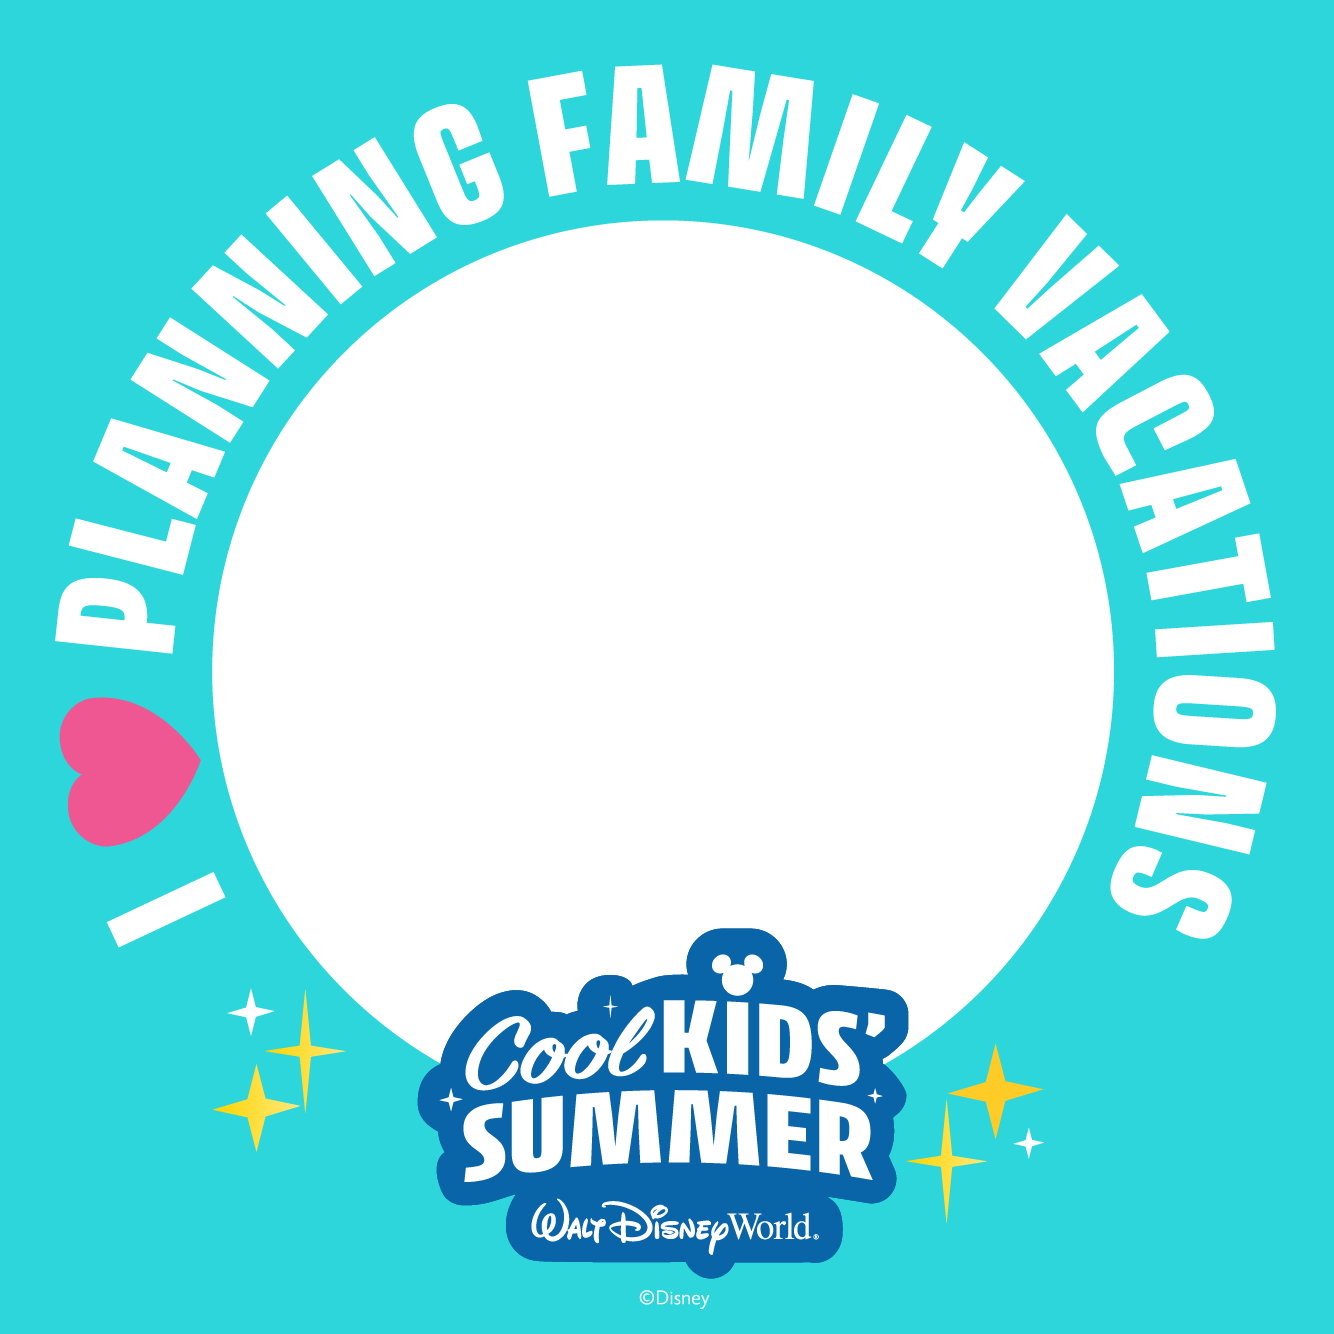 I PLANNING FAMILY VACATIONS
Cool KIDS'
SUMMER
WALT DISNEY World®
©Disney